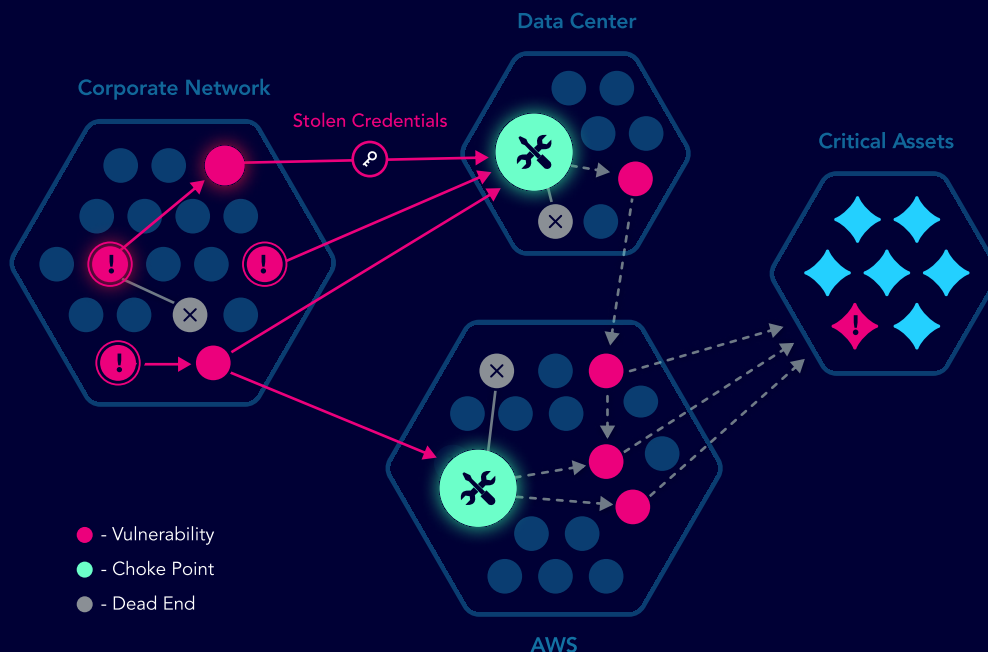 Data Center
Corporate Network
Stolen Credentials
Critical Assets
!
!
!
!
- Vulnerability
- Choke Point
- Dead End
AWS